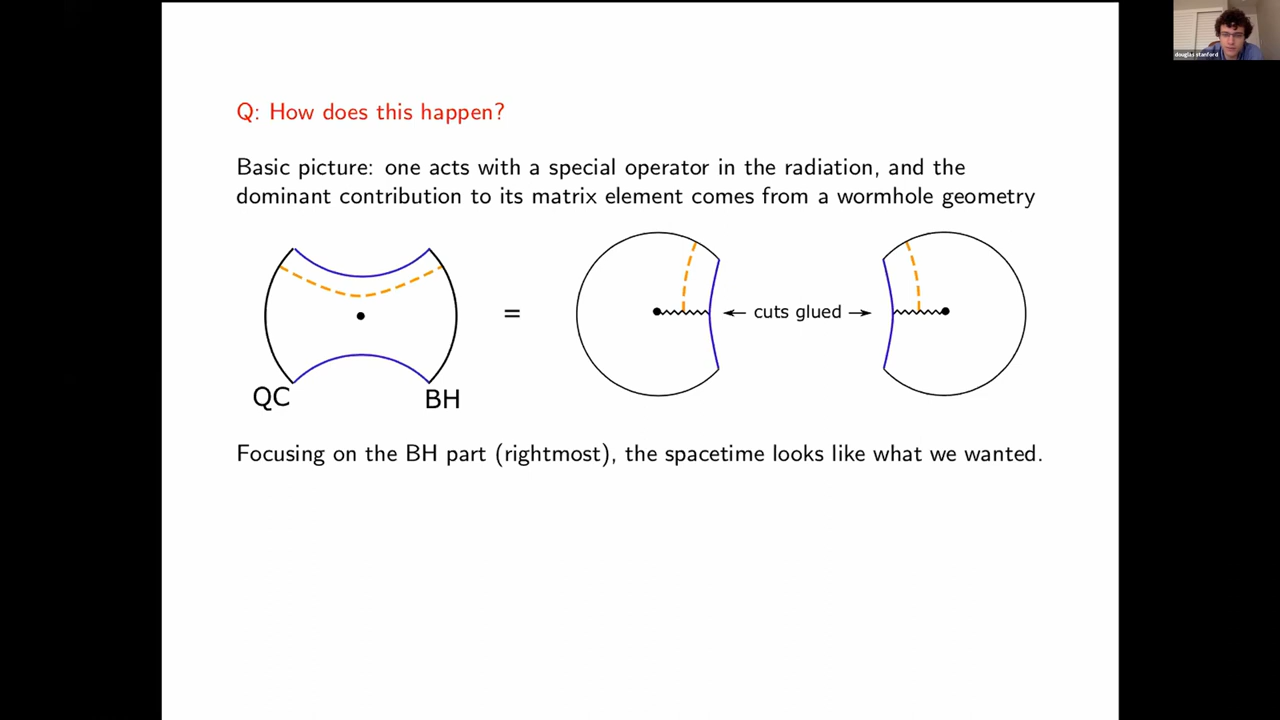 douglas stanford
Q: How does this happen?
Basic picture: one acts with a special operator in the radiation, and the
dominant contribution to its matrix element comes from a wormhole geometry
= ← cuts glued →
QC BH
Focusing on the BH part (rightmost), the spacetime looks like what we wanted.